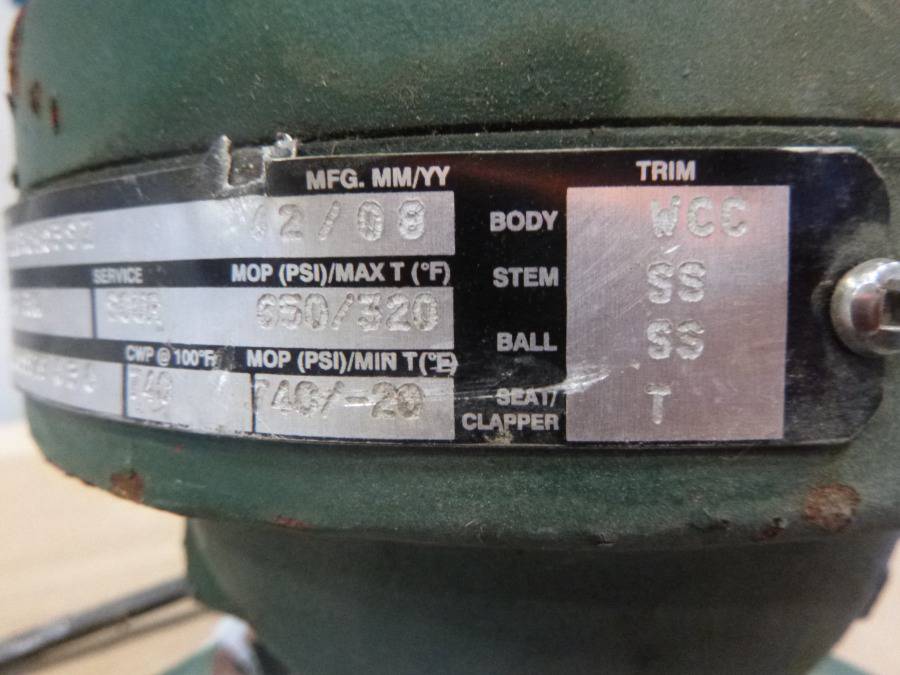 MFG. MM/YY
TRIM
02/08
BODY WCC
SERVICE MOP (PSI)/MAX T (°F)
STEM SS
SOUR 650/320
BALL SS
CWP @ 100°F MOP (PSI)/MIN T(°F)
740 740/-20
SEAT/
CLAPPER T